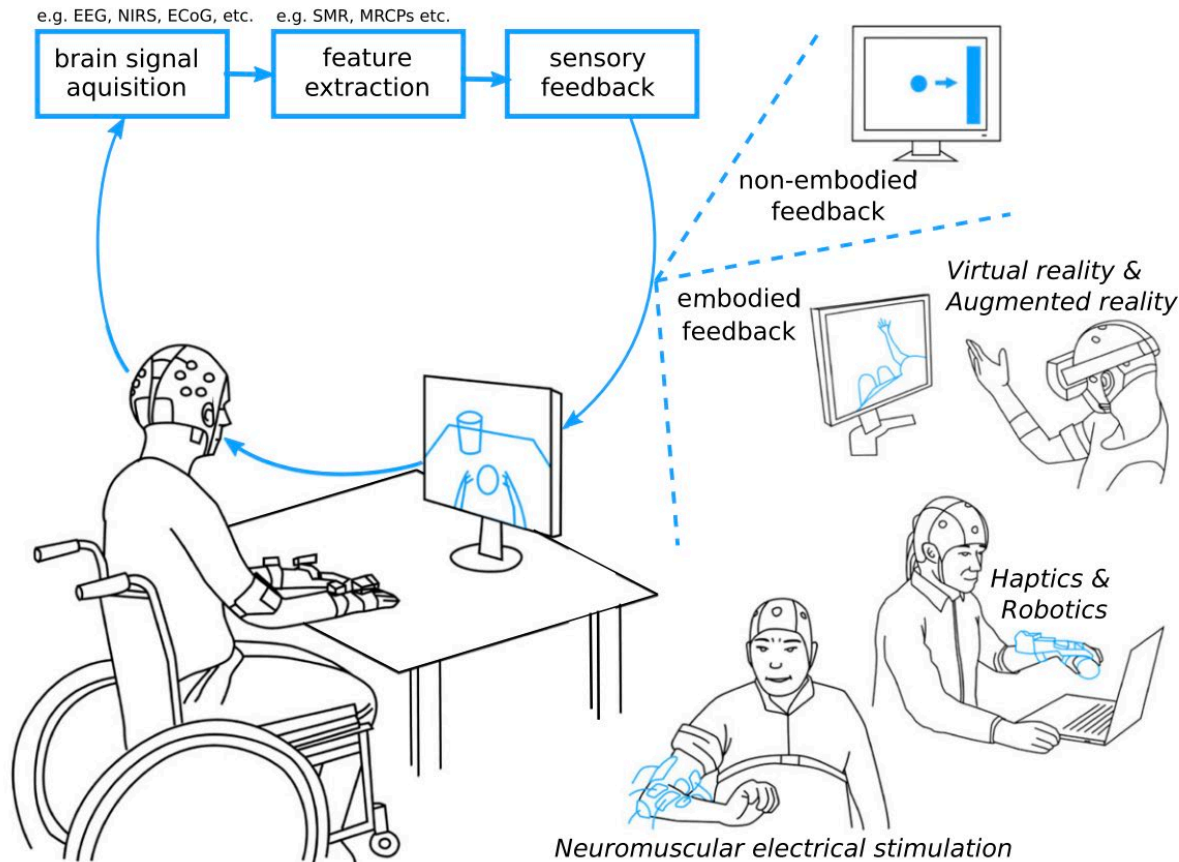 e.g. EEG, NIRS, ECoG, etc.
e.g. SMR, MRCPs etc.
brain signal
aquisition
feature
extraction
sensory
feedback
non-embodied
feedback
embodied
feedback
Virtual reality &
Augmented reality
Haptics &
Robotics
Neuromuscular electrical stimulation